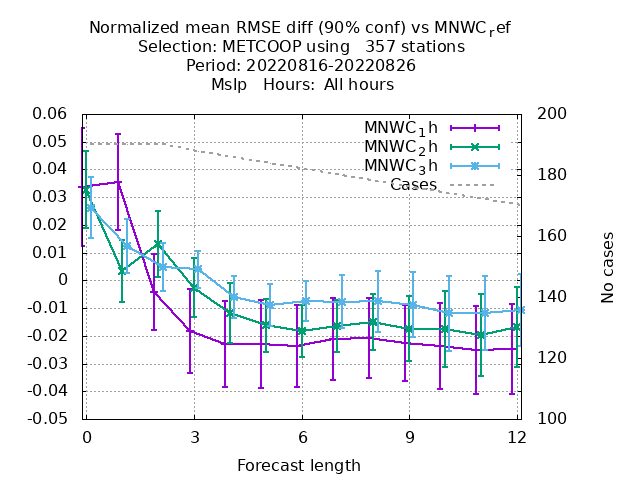 Normalized mean RMSE diff (90% conf) vs MNWC_ref
Selection: METCOOP using   357 stations
Period: 20220816-20220826
Mslp   Hours:  All hours
0.06
0.05
0.04
0.03
0.02
0.01
0
-0.01
-0.02
-0.03
-0.04
-0.05
200
180
160
140
120
100
MNWC_1h
MNWC_2h
MNWC_3h
Cases
No cases
0 3 6 9 12
Forecast length